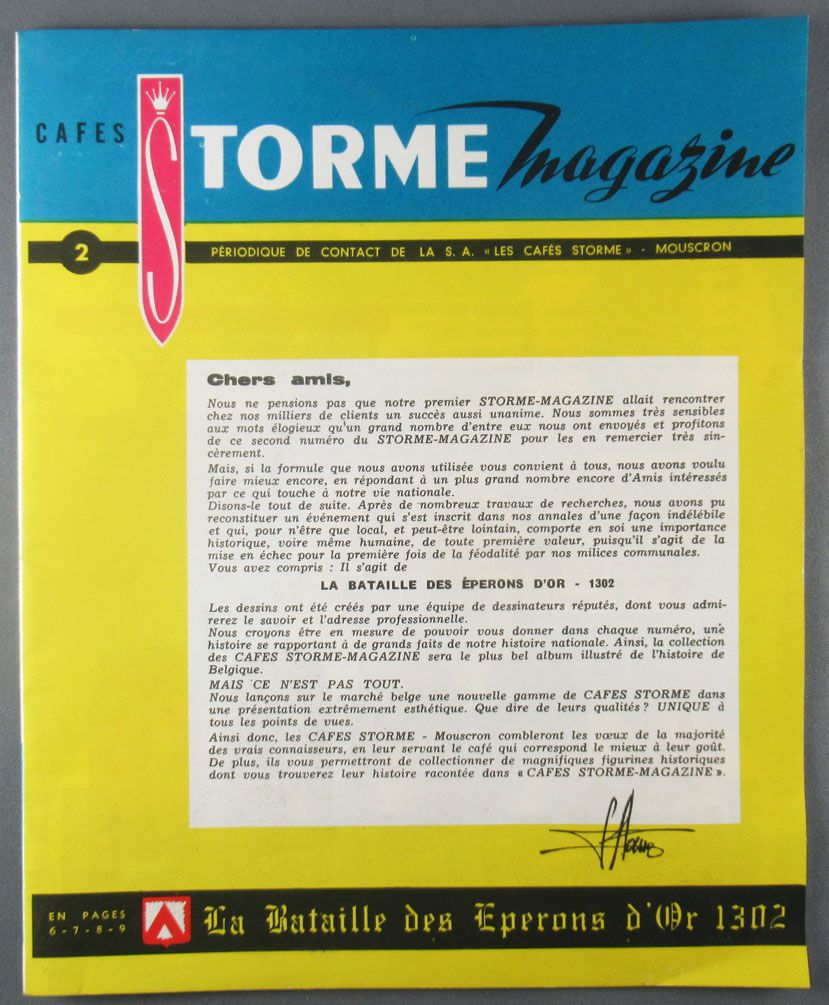 CAFES STORME magazine
2
PÉRIODIQUE DE CONTACT DE LA S. A. « LES CAFÉS STORME » - MOUSCRON
Chers amis,
Nous ne pensions pas que notre premier STORME-MAGAZINE allait rencontrer
chez nos milliers de clients un succès aussi unanime. Nous sommes très sensibles
aux mots élogieux qu'un grand nombre d'entre eux nous ont envoyés et profitons
de ce second numéro du STORME-MAGAZINE pour les en remercier très sin-
cèrement.
Mais, si la formule que nous avons utilisée vous convient à tous, nous avons voulu
faire mieux encore, en répondant à un plus grand nombre encore d'Amis intéressés
par ce qui touche à notre vie nationale.
Disons-le tout de suite. Après de nombreux travaux de recherches, nous avons pu
reconstituer un événement qui s'est inscrit dans nos annales d'une façon indélébile
et qui, pour n'être que local, et peut-être lointain, comporte en soi une importance
historique, voire même humaine, de toute première valeur, puisqu'il s'agit de la
mise en échec pour la première fois de la féodalité par nos milices communales.
Vous avez compris : Il s'agit de
LA BATAILLE DES ÉPERONS D'OR - 1302
Les dessins ont été créés par une équipe de dessinateurs réputés, dont vous admi-
rerez le savoir et l'adresse professionnelle.
Nous croyons être en mesure de pouvoir vous donner dans chaque numéro, une
histoire se rapportant à de grands faits de notre histoire nationale. Ainsi, la collection
des CAFES STORME-MAGAZINE sera le plus bel album illustré de l'histoire de
Belgique.
MAIS CE N'EST PAS TOUT.
Nous lançons sur le marché belge une nouvelle gamme de CAFES STORME dans
une présentation extrêmement esthétique. Que dire de leurs qualités ? UNIQUE à
tous les points de vues.
Ainsi donc, les CAFES STORME - Mouscron combleront les vœux de la majorité
des vrais connaisseurs, en leur servant le café qui correspond le mieux à leur goût.
De plus, ils vous permettront de collectionner de magnifiques figurines historiques
dont vous trouverez leur histoire racontée dans « CAFES STORME-MAGAZINE ».
EN PAGES
6 - 7 - 8 - 9
La Bataille des Eperons d'Or 1302